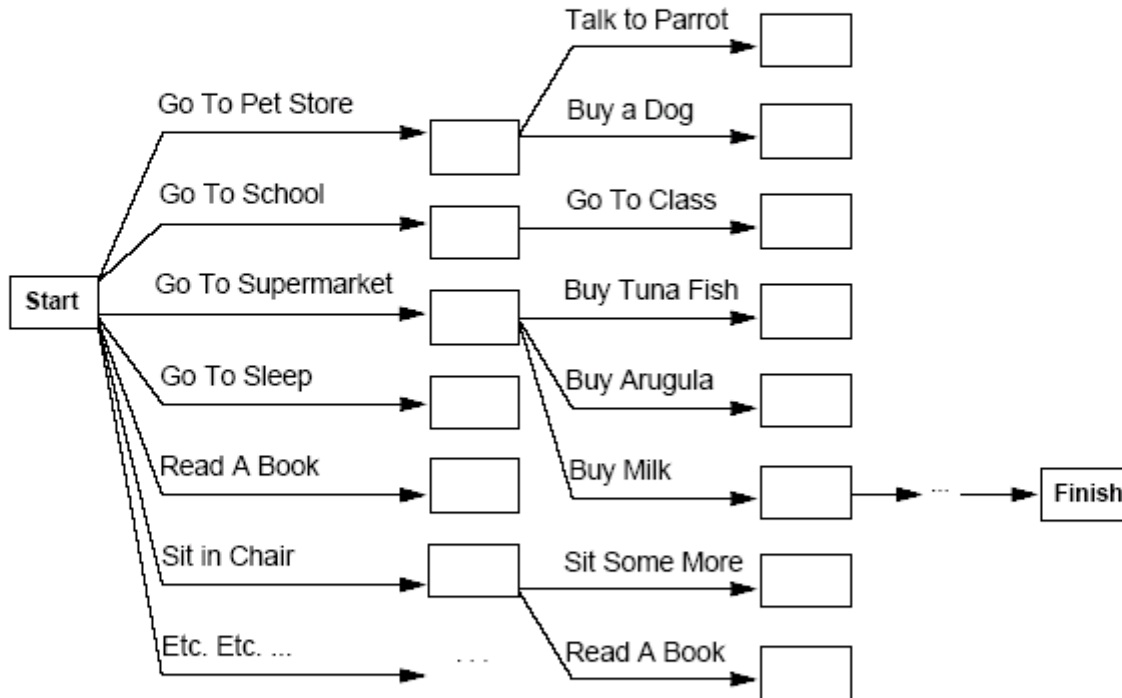 Talk to Parrot
Go To Pet Store
Buy a Dog
Go To School
Go To Class
Go To Supermarket
Buy Tuna Fish
Start
Go To Sleep
Buy Arugula
Read A Book
Buy Milk
...
Finish
Sit in Chair
Sit Some More
Etc. Etc. ...
. . .
Read A Book